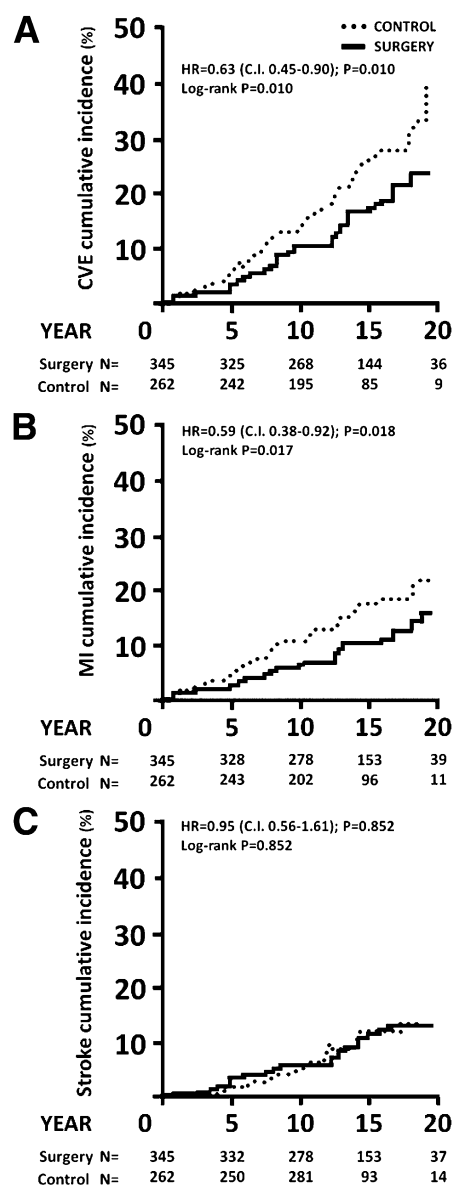 A
50
CONTROL
SURGERY
HR=0.63 (C.I. 0.45-0.90); P=0.010
Log-rank P=0.010
40
30
20
10
CVE cumulative incidence (%)
YEAR 0 5 10 15 20
Surgery N= 345 325 268 144 36
Control N= 262 242 195 85 9
B
50
HR=0.59 (C.I. 0.38-0.92); P=0.018
Log-rank P=0.017
40
30
20
10
MI cumulative incidence (%)
YEAR 0 5 10 15 20
Surgery N= 345 328 278 153 39
Control N= 262 243 202 96 11
C
50
HR=0.95 (C.I. 0.56-1.61); P=0.852
Log-rank P=0.852
40
30
20
10
Stroke cumulative incidence (%)
YEAR 0 5 10 15 20
Surgery N= 345 332 278 153 37
Control N= 262 250 281 93 14